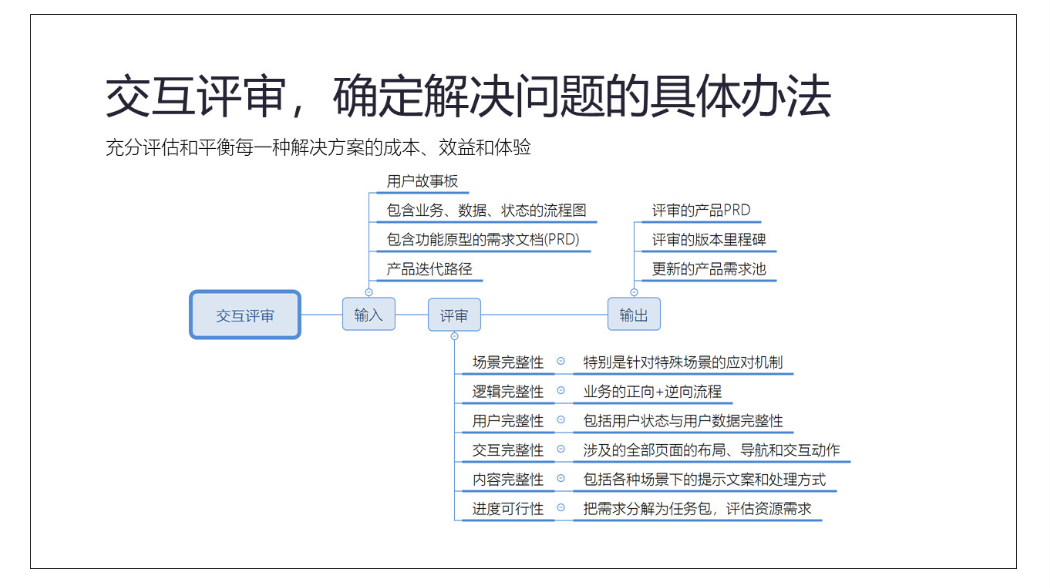 交互评审，确定解决问题的具体办法
充分评估和平衡每一种解决方案的成本、效益和体验
用户故事板
包含业务、数据、状态的流程图
包含功能原型的需求文档(PRD)
产品迭代路径
评审的产品PRD
评审的版本里程碑
更新的产品需求池
交互评审
输入
评审
输出
场景完整性 特别是针对特殊场景的应对机制
逻辑完整性 业务的正向+逆向流程
用户完整性 包括用户状态与用户数据完整性
交互完整性 涉及的全部页面的布局、导航和交互动作
内容完整性 包括各种场景下的提示文案和处理方式
进度可行性 把需求分解为任务包，评估资源需求